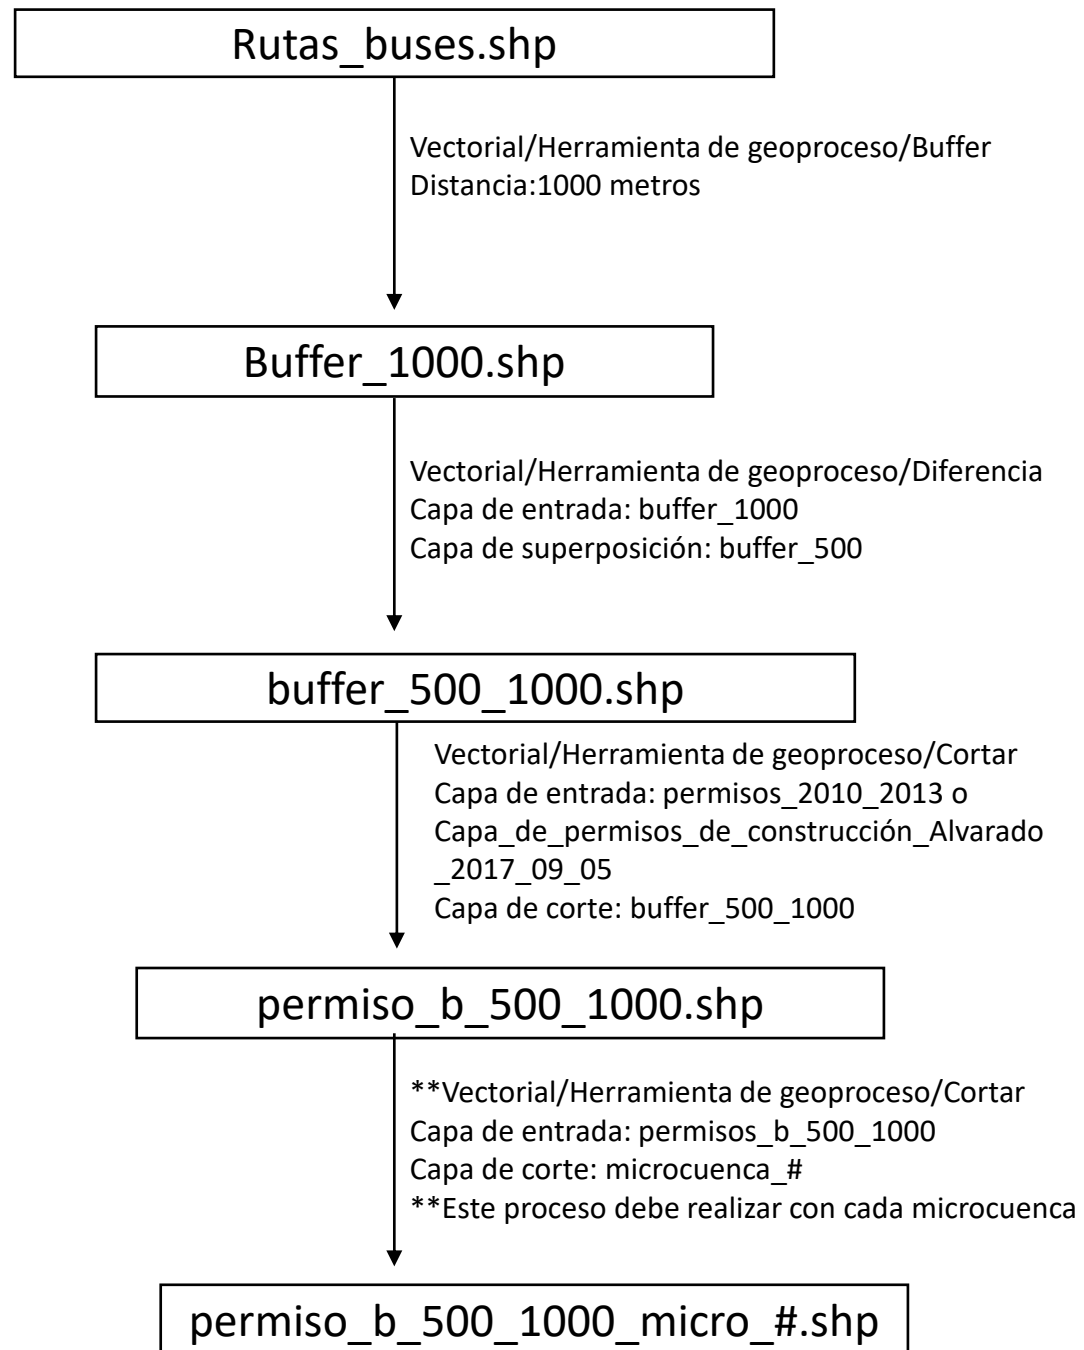 Rutas_buses.shp
Vectorial/Herramienta de geoproceso/Buffer
Distancia:1000 metros
Buffer_1000.shp
Vectorial/Herramienta de geoproceso/Diferencia
Capa de entrada: buffer_1000
Capa de superposición: buffer_500
buffer_500_1000.shp
Vectorial/Herramienta de geoproceso/Cortar
Capa de entrada: permisos_2010_2013 o
Capa_de_permisos_de_construcción_Alvarado
_2017_09_05
Capa de corte: buffer_500_1000
permiso_b_500_1000.shp
**Vectorial/Herramienta de geoproceso/Cortar
Capa de entrada: permisos_b_500_1000
Capa de corte: microcuenca_#
**Este proceso debe realizar con cada microcuenca
permiso_b_500_1000_micro_#.shp